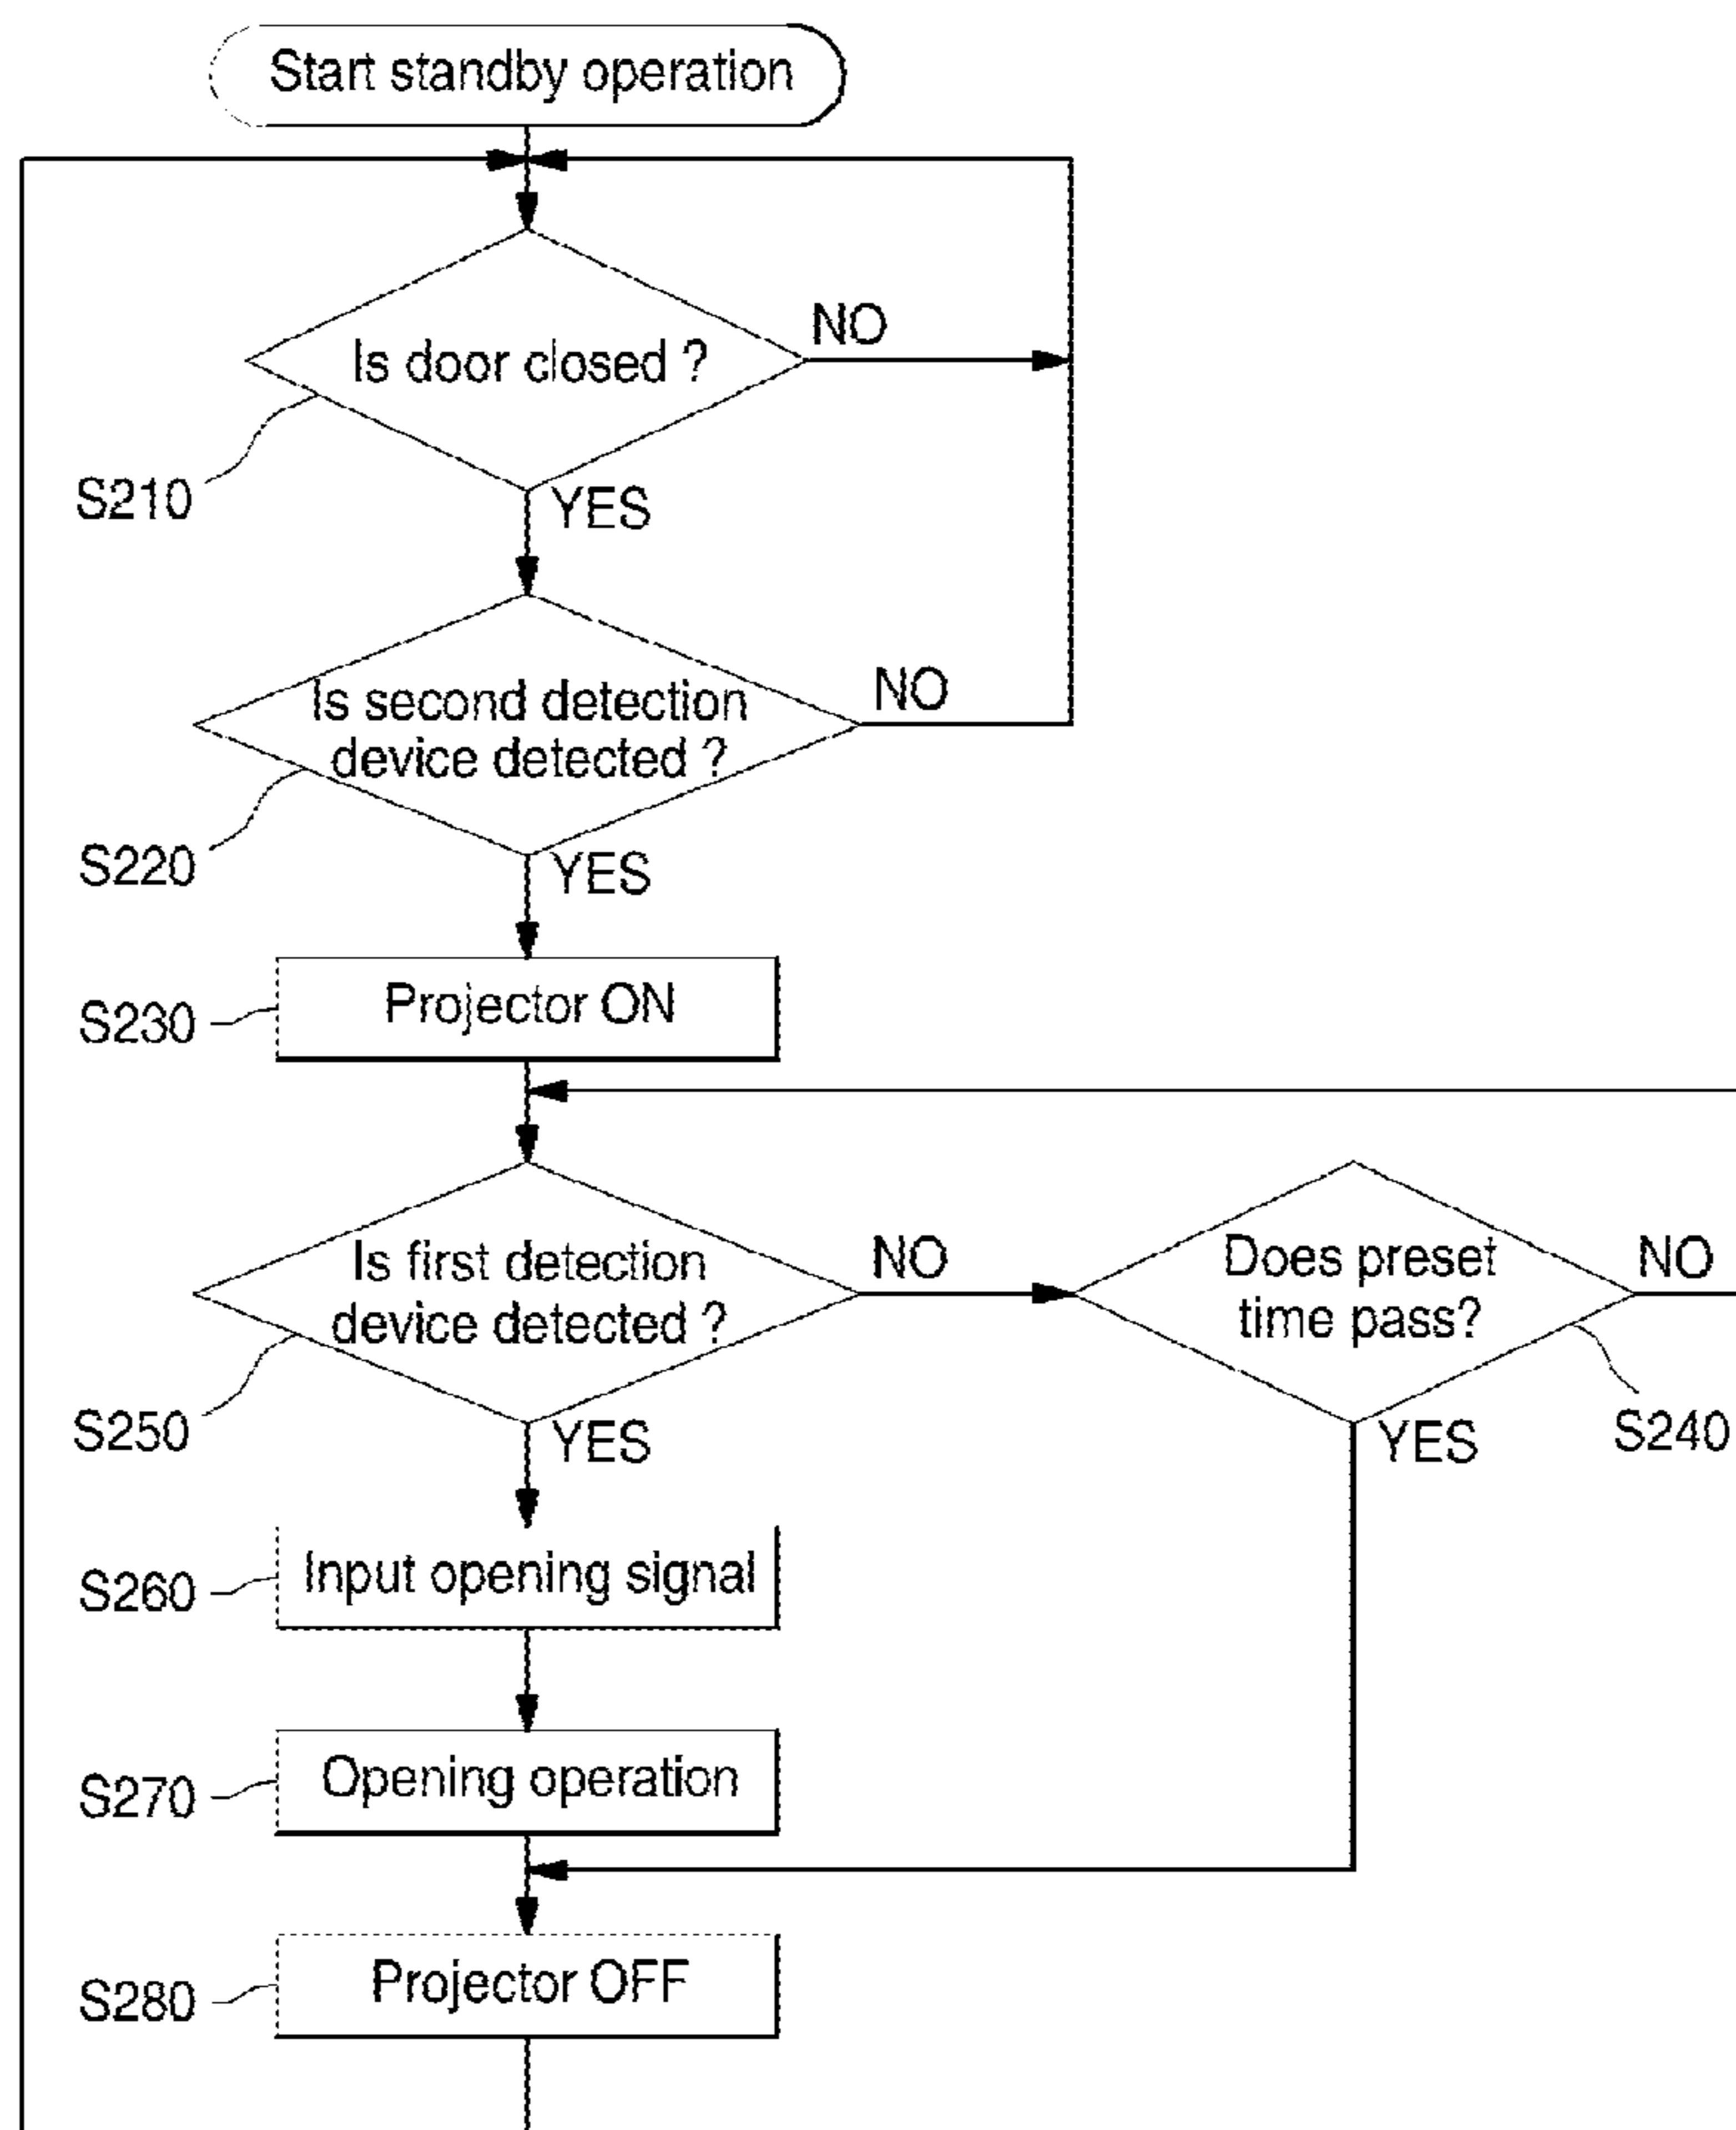 Start standby operation
Is door closed ?
NO
S210
YES
Is second detection
device detected ?
NO
S220
YES
Projector ON
S230
Is first detection
device detected ?
NO
Does preset
time pass?
NO
S250
YES
YES
S240
Input opening signal
S260
Opening operation
S270
Projector OFF
S280